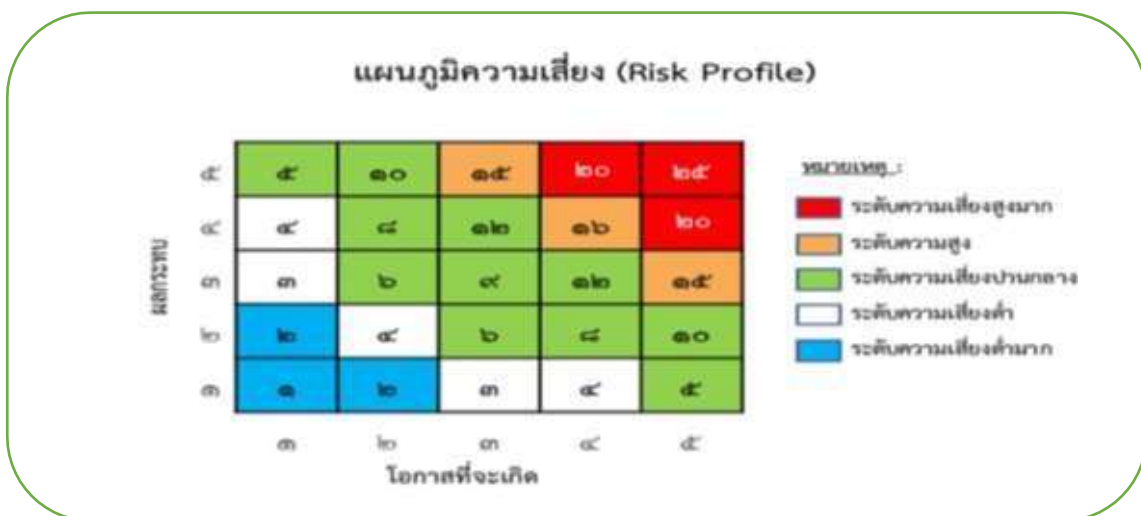 แผนภูมิความเสี่ยง (Risk Profile)
ผลกระทบ
๕ ๕ ๑๐ ๑๕ ๒๐ ๒๕
๔ ๔ ๘ ๑๒ ๑๖ ๒๐
๓ ๓ ๖ ๙ ๑๒ ๑๕
๒ ๒ ๔ ๖ ๘ ๑๐
๑ ๑ ๒ ๓ ๔ ๕
๑ ๒ ๓ ๔ ๕
โอกาสที่จะเกิด
หมายเหตุ :
ระดับความเสี่ยงสูงมาก
ระดับความสูง
ระดับความเสี่ยงปานกลาง
ระดับความเสี่ยงต่ำ
ระดับความเสี่ยงต่ำมาก